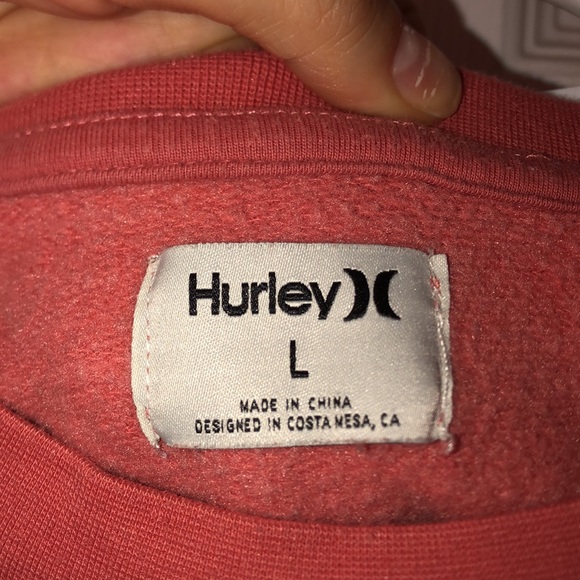 Hurley
L
MADE IN CHINA
DESIGNED IN COSTA MESA, CA